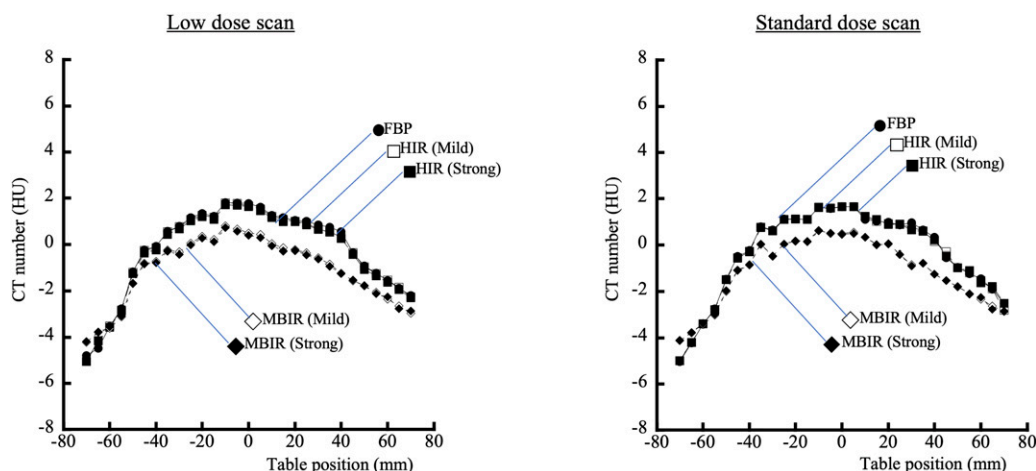 Low dose scan
8
6
4
2
0
-2
-4
-6
-8
CT number (HU)
FBP
HIR (Mild)
HIR (Strong)
MBIR (Mild)
MBIR (Strong)
-80 -60 -40 -20 0 20 40 60 80
Table position (mm)
Standard dose scan
8
6
4
2
0
-2
-4
-6
-8
CT number (HU)
FBP
HIR (Mild)
HIR (Strong)
MBIR (Mild)
MBIR (Strong)
-80 -60 -40 -20 0 20 40 60 80
Table position (mm)